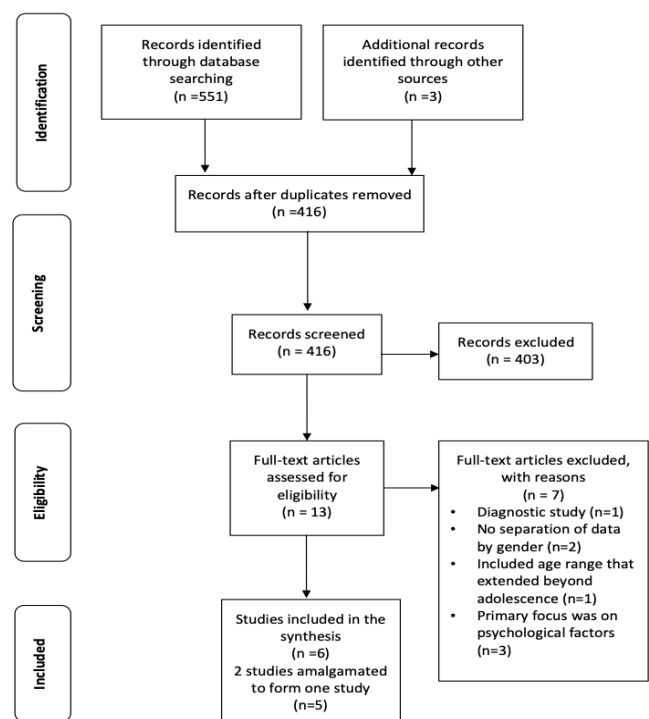 Identification
Records identified
through database
searching
(n =551)
Additional records
identified through other
sources
(n =3)
Records after duplicates removed
(n =416)
Screening
Records screened
(n = 416)
Records excluded
(n = 403)
Eligibility
Full-text articles
assessed for
eligibility
(n = 13)
Full-text articles excluded,
with reasons
(n = 7)
• Diagnostic study (n=1)
• No separation of data
by gender (n=2)
• Included age range that
extended beyond
adolescence (n=1)
• Primary focus was on
psychological factors
(n=3)
Included
Studies included in the
synthesis
(n =6)
2 studies amalgamated
to form one study
(n=5)